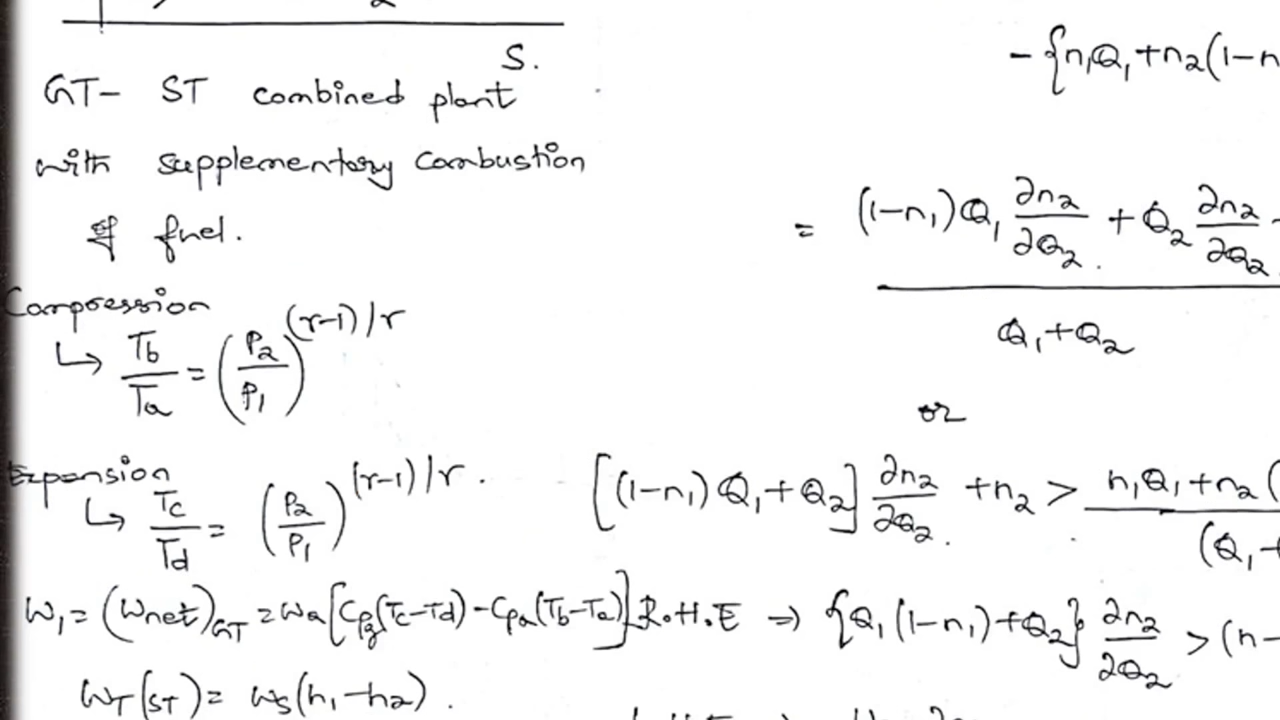 S.
GT- ST combined plant
with supplementary combustion
of fuel.
Compression
↳ Tb/Ta = (P2/P1)^(r-1)/r
Expansion
↳ Tc/Td = (P2/P1)^(r-1)/r .
W1 = (Wnet)GT = wa[Cpg(Tc-Td) - Cpa(Tb-Ta)]
WT(ST) = ws(h1-h2) .
- {n1Q1+n2(1-n
= (1-n1)Q1 ∂n2/∂Q2 . + Q2 ∂n2/∂Q2
Q1+Q2
or
[(1-n1)Q1+Q2] ∂n2/∂Q2 . + n2 > n1Q1+n2( / (Q1+
R.H.E ⇒ {Q1(1-n1)+Q2} ∂n2/∂Q2 > (n-